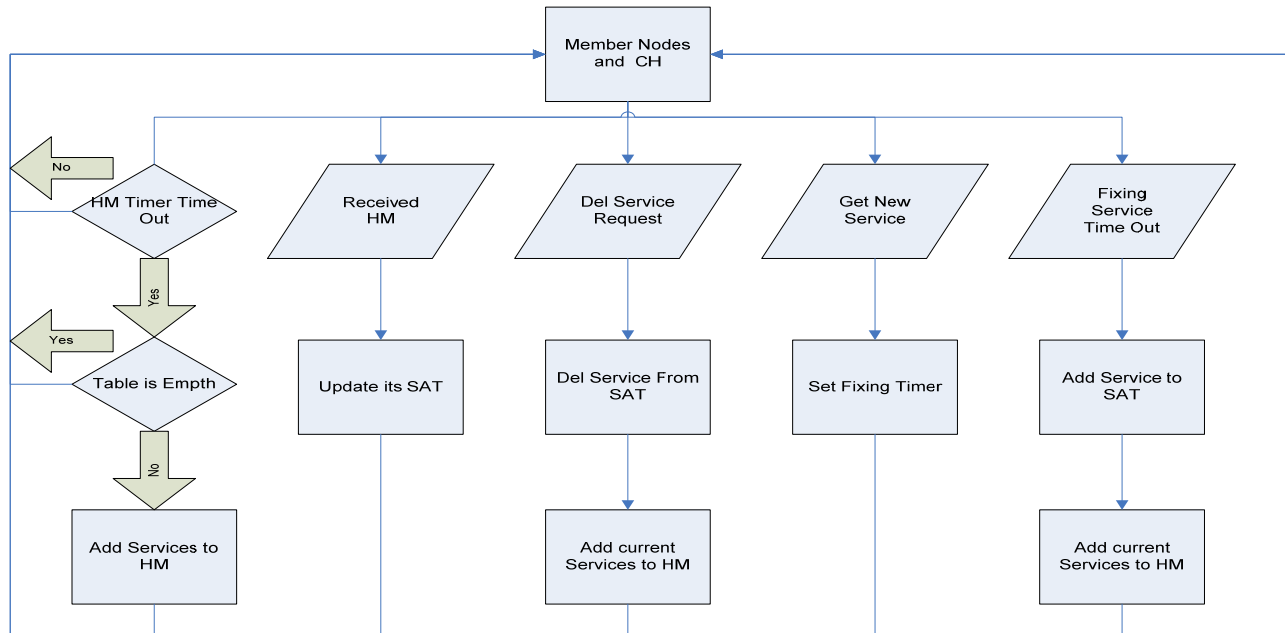 Member Nodes
and CH
No
HM Timer Time
Out
Received
HM
Del Service
Request
Get New
Service
Fixing
Service
Time Out
Yes
Yes
Table is Empth
Update its SAT
Del Service From
SAT
Set Fixing Timer
Add Service to
SAT
No
Add Services to
HM
Add current
Services to HM
Add current
Services to HM